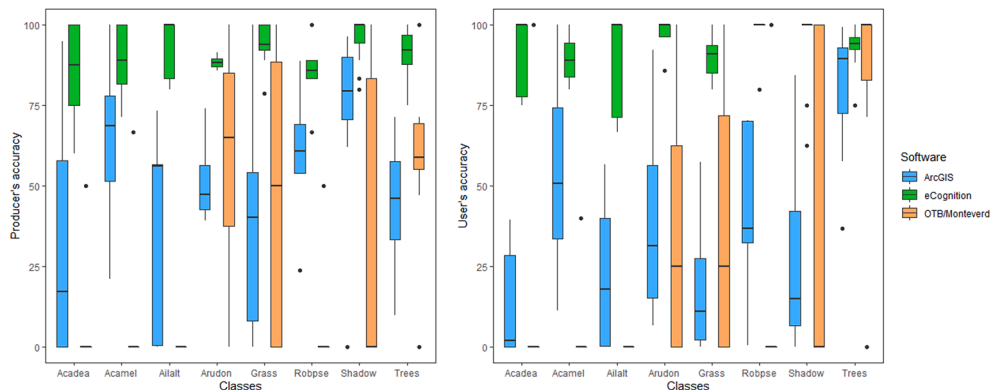 Producer's accuracy
100
75
50
25
0
Acadea Acamel Ailalt Arudon Grass Robpse Shadow Trees
Classes
User's accuracy
100
75
50
25
0
Acadea Acamel Ailalt Arudon Grass Robpse Shadow Trees
Classes
Software
ArcGIS
eCognition
OTB/Monteverd